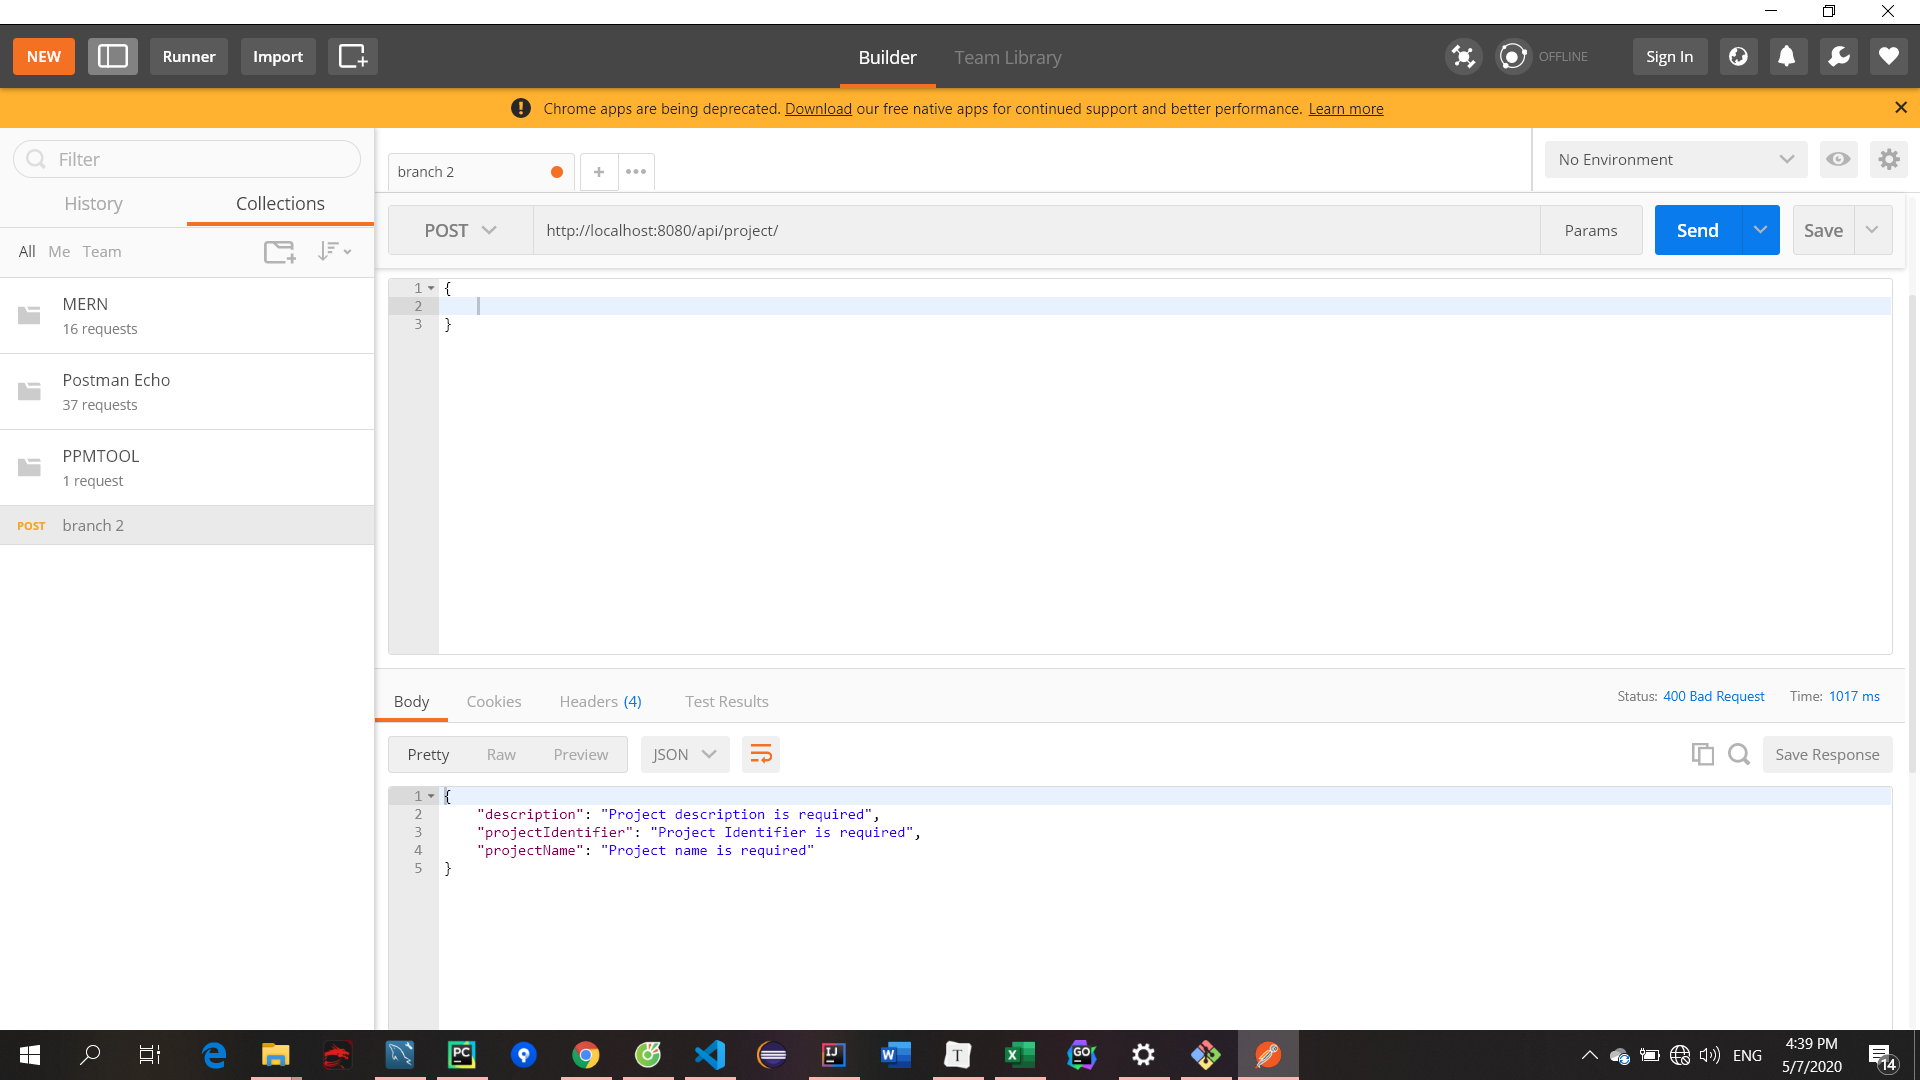 NEW
Runner
Import
Builder
Team Library
OFFLINE
Sign In
Chrome apps are being deprecated. Download our free native apps for continued support and better performance. Learn more
Filter
History
Collections
All Me Team
MERN
16 requests
Postman Echo
37 requests
PPMTOOL
1 request
POST branch 2
branch 2
No Environment
POST
http://localhost:8080/api/project/
Params
Send
Save
1 {
2
3 }
Body
Cookies
Headers (4)
Test Results
Status: 400 Bad Request
Time: 1017 ms
Pretty
Raw
Preview
JSON
Save Response
1 {
2 "description": "Project description is required",
3 "projectIdentifier": "Project Identifier is required",
4 "projectName": "Project name is required"
5 }
PC
IJ
W
T
X
GO
ENG
4:39 PM
5/7/2020
14